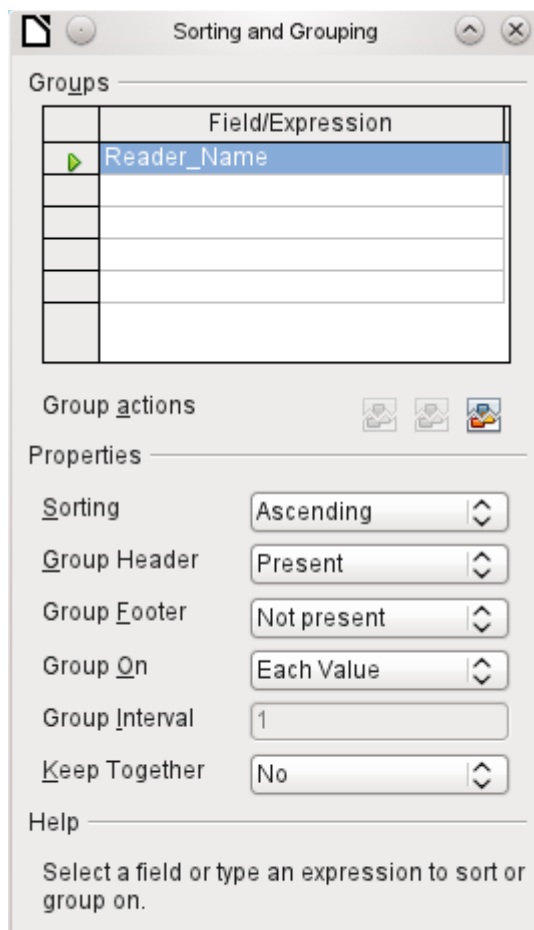 Sorting and Grouping
Groups
Field/Expression
Reader_Name
Group actions
Properties
Sorting
Ascending
Group Header
Present
Group Footer
Not present
Group On
Each Value
Group Interval
1
Keep Together
No
Help
Select a field or type an expression to sort or
group on.